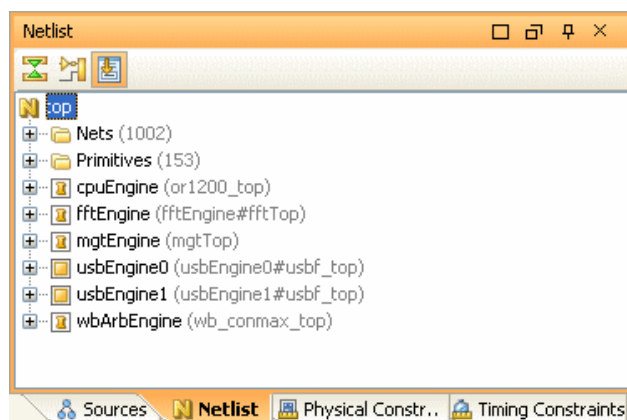 Netlist
top
Nets (1002)
Primitives (153)
cpuEngine (or1200_top)
fftEngine (fftEngine#fftTop)
mgtEngine (mgtTop)
usbEngine0 (usbEngine0#usbf_top)
usbEngine1 (usbEngine1#usbf_top)
wbArbEngine (wb_conmax_top)
Sources Netlist Physical Constr.. Timing Constraints